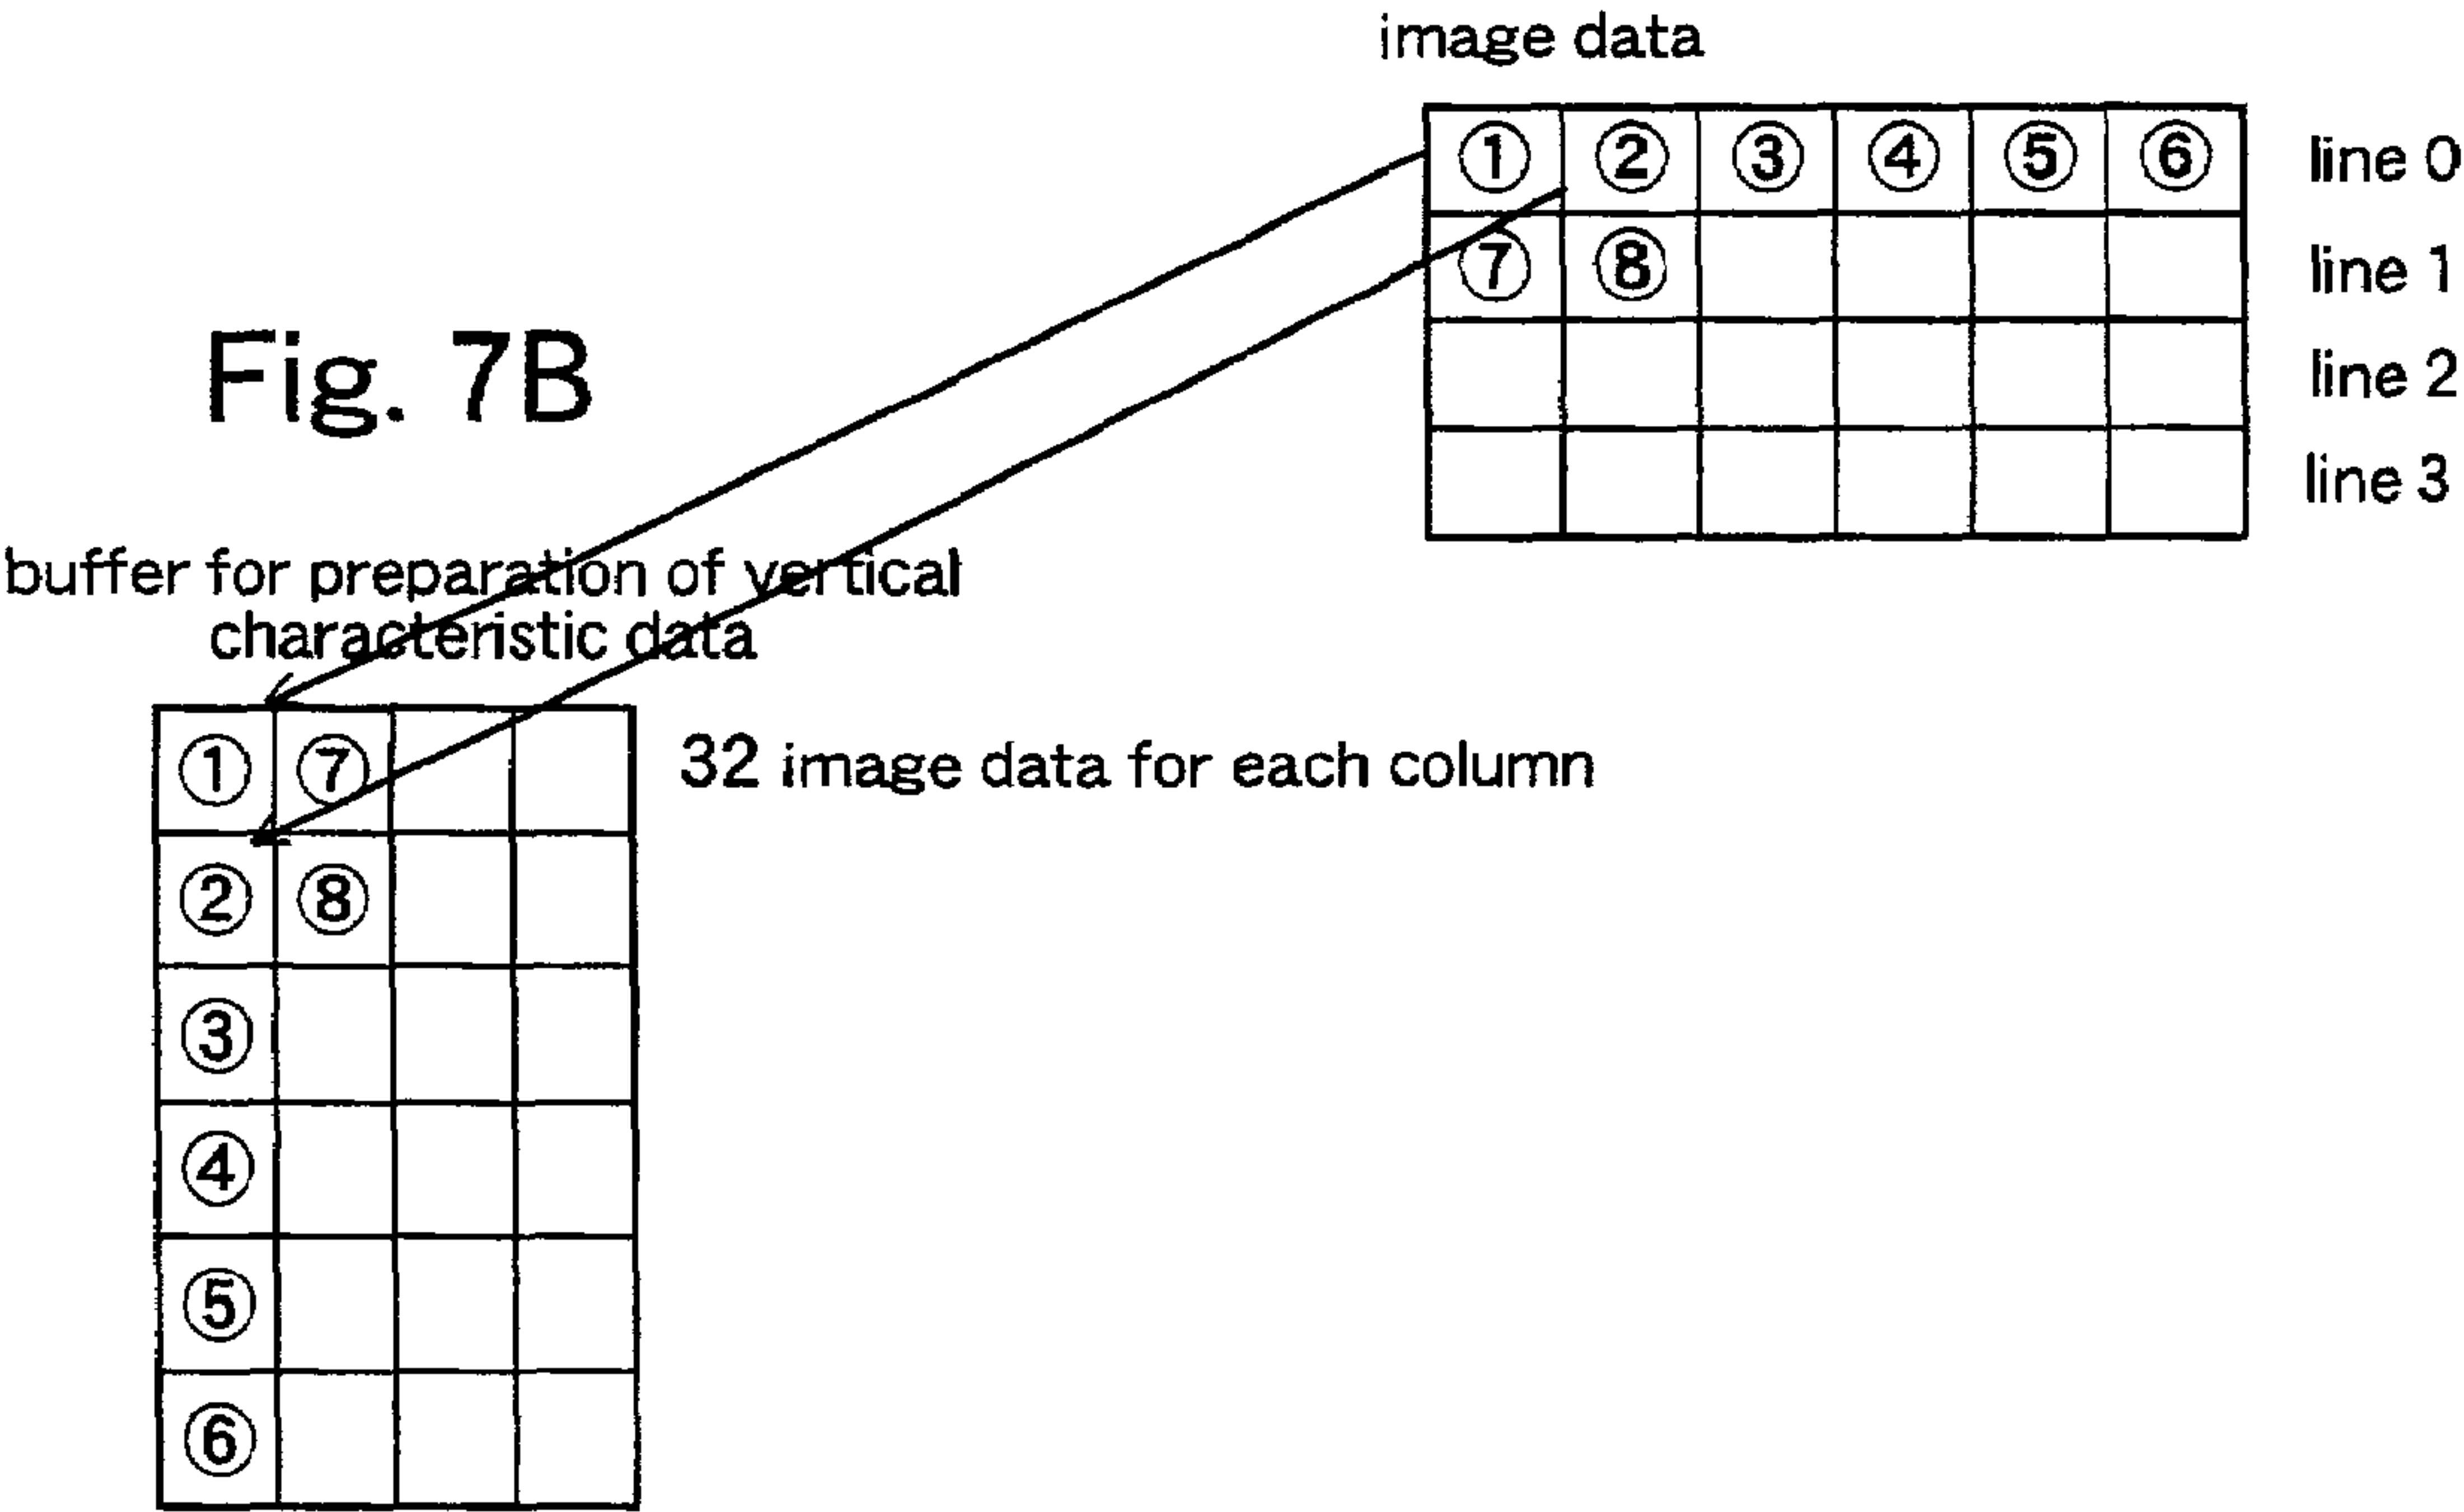 image data
① ② ③ ④ ⑤ ⑥ line 0
⑦ ⑧ line 1
line 2
line 3
Fig. 7B
buffer for preparation of vertical
characteristic data
① ⑦ 32 image data for each column
② ⑧
③
④
⑤
⑥